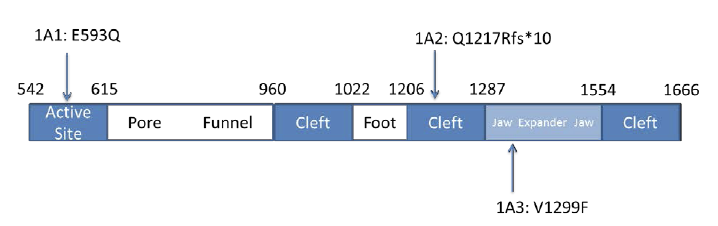 1A1: E593Q
1A2: Q1217Rfs*10
542 615 960 1022 1206 1287 1554 1666
Active Site Pore Funnel Cleft Foot Cleft Jaw Expander Jaw Cleft
1A3: V1299F